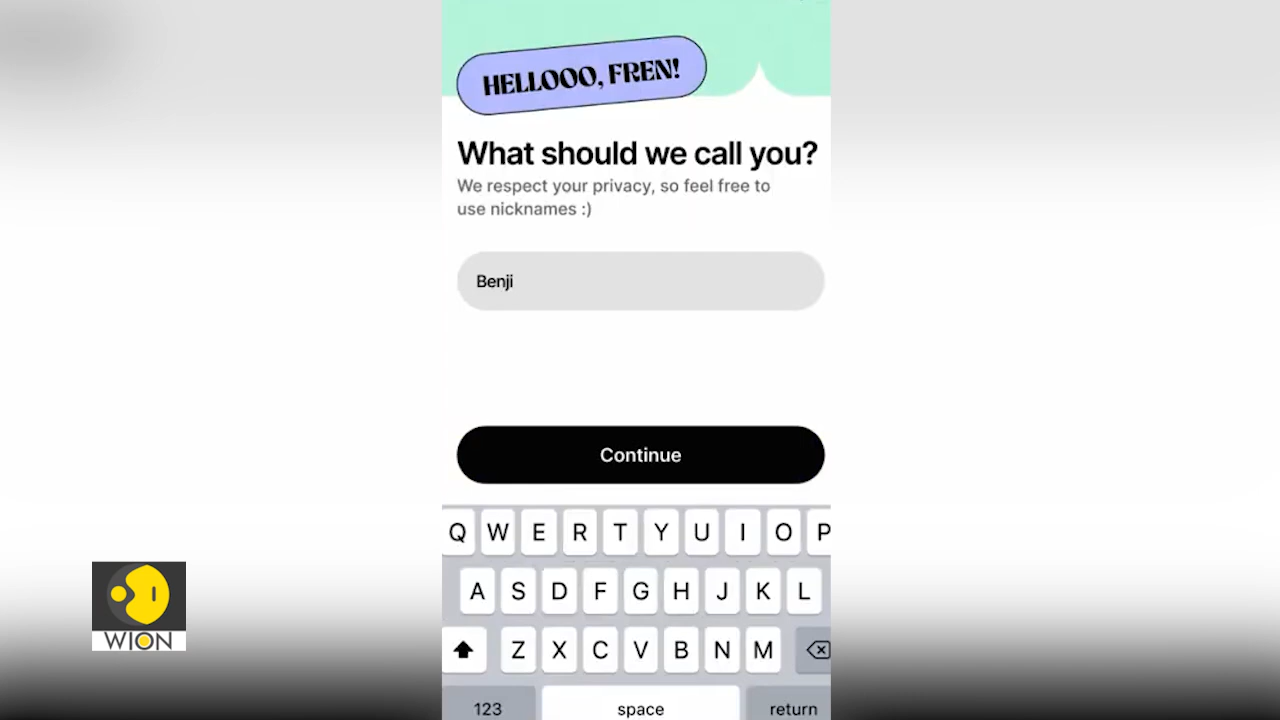 HELLOOO, FREN!
What should we call you?
We respect your privacy, so feel free to
use nicknames :)
Benji
Continue
Q W E R T Y U I O P
A S D F G H J K L
Z X C V B N M
123 space return
WION